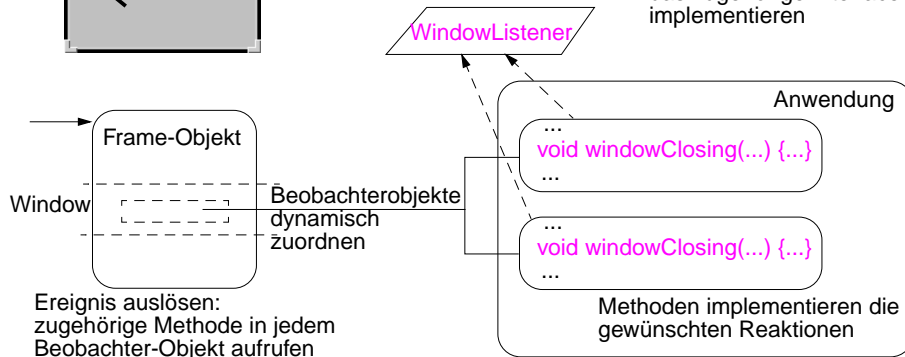 implementieren
WindowListener
Anwendung
Frame-Objekt
...
void windowClosing(...) {...}
...
Window
Beobachterobjekte
dynamisch
zuordnen
...
void windowClosing(...) {...}
...
Ereignis auslösen:
zugehörige Methode in jedem
Beobachter-Objekt aufrufen
Methoden implementieren die
gewünschten Reaktionen